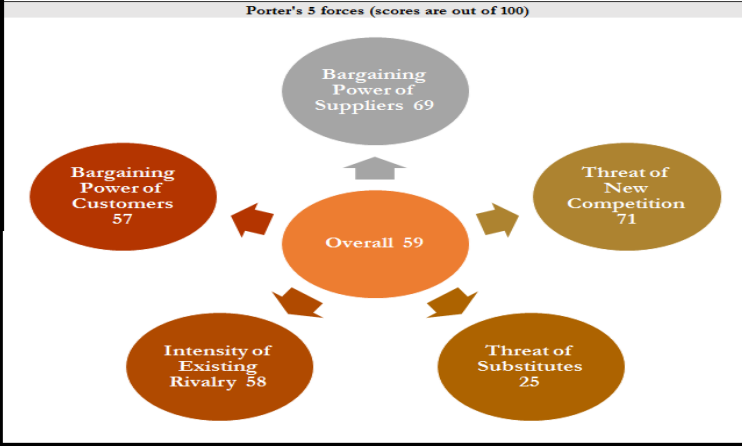 Porter's 5 forces (scores are out of 100)
Bargaining
Power of
Suppliers 69
Bargaining
Power of
Customers
57
Threat of
New
Competition
71
Overall 59
Intensity of
Existing
Rivalry 58
Threat of
Substitutes
25